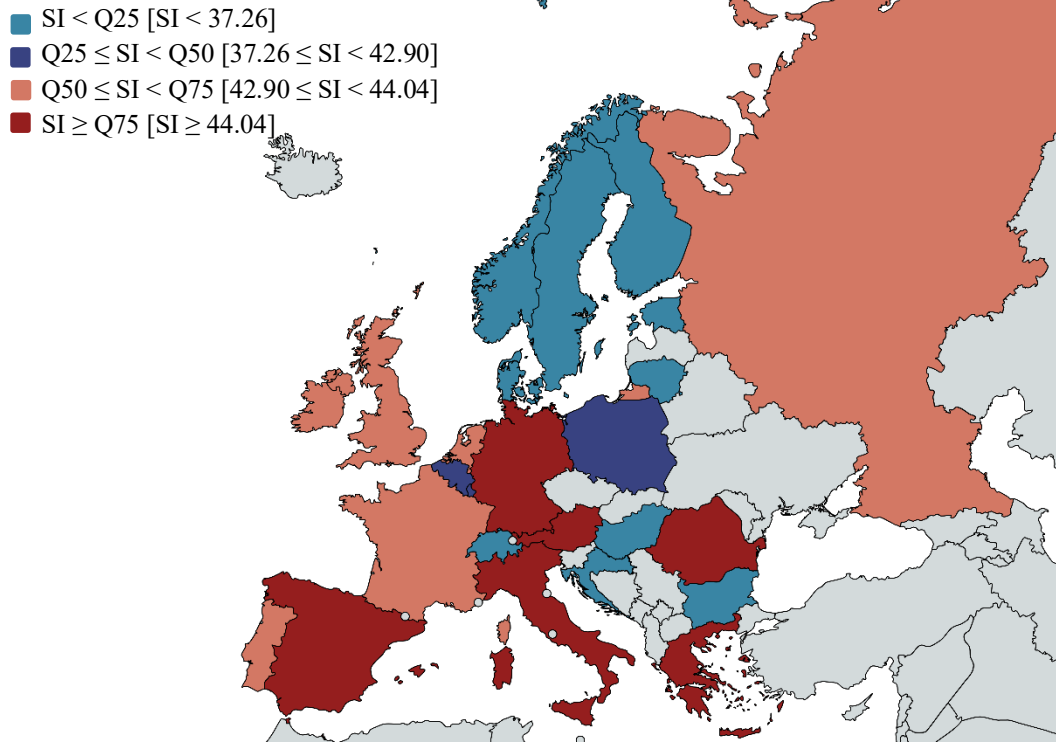 SI < Q25 [SI < 37.26]
Q25 ≤ SI < Q50 [37.26 ≤ SI < 42.90]
Q50 ≤ SI < Q75 [42.90 ≤ SI < 44.04]
SI ≥ Q75 [SI ≥ 44.04]